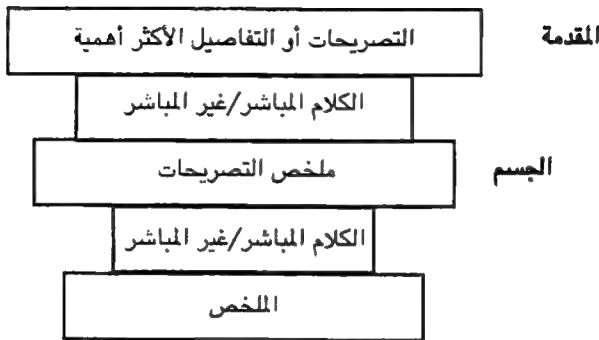 المقدمة
التصريحات أو التفاصيل الأكثر أهمية
الكلام المباشر/غير المباشر
الجسم
ملخص التصريحات
الكلام المباشر/غير المباشر
الملخص